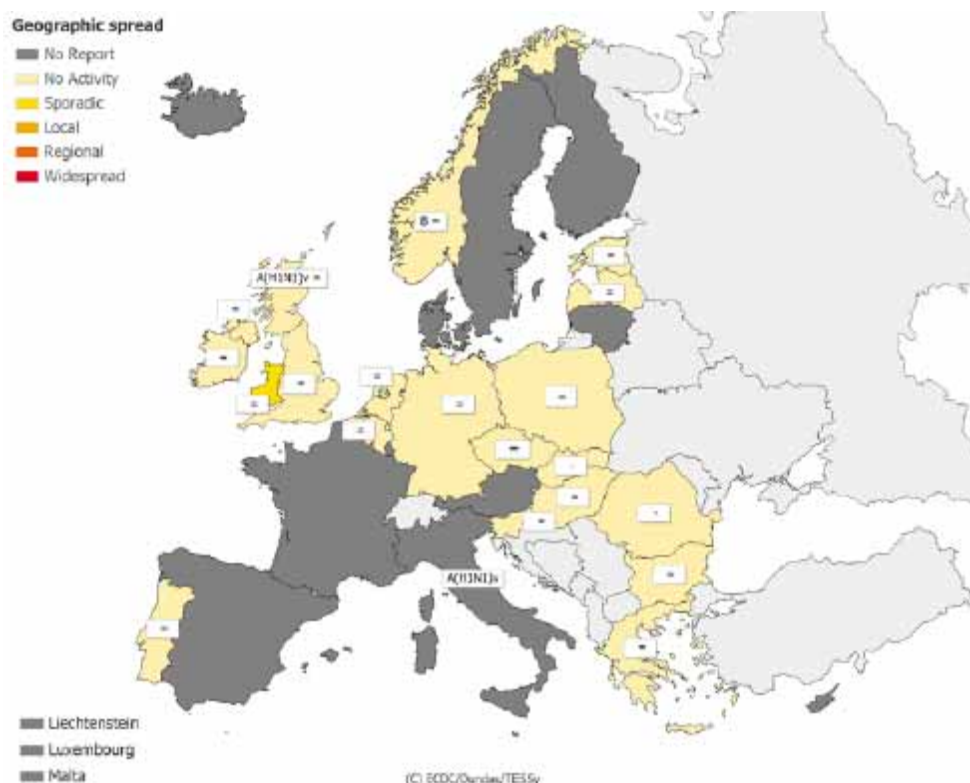 Geographic spread
No Report
No Activity
Sporadic
Local
Regional
Widespread
B =
A(H1N1)v =
A(H1N1)v
Liechtenstein
Luxembourg
Malta
(C) ECDC/Dundas/TESSy